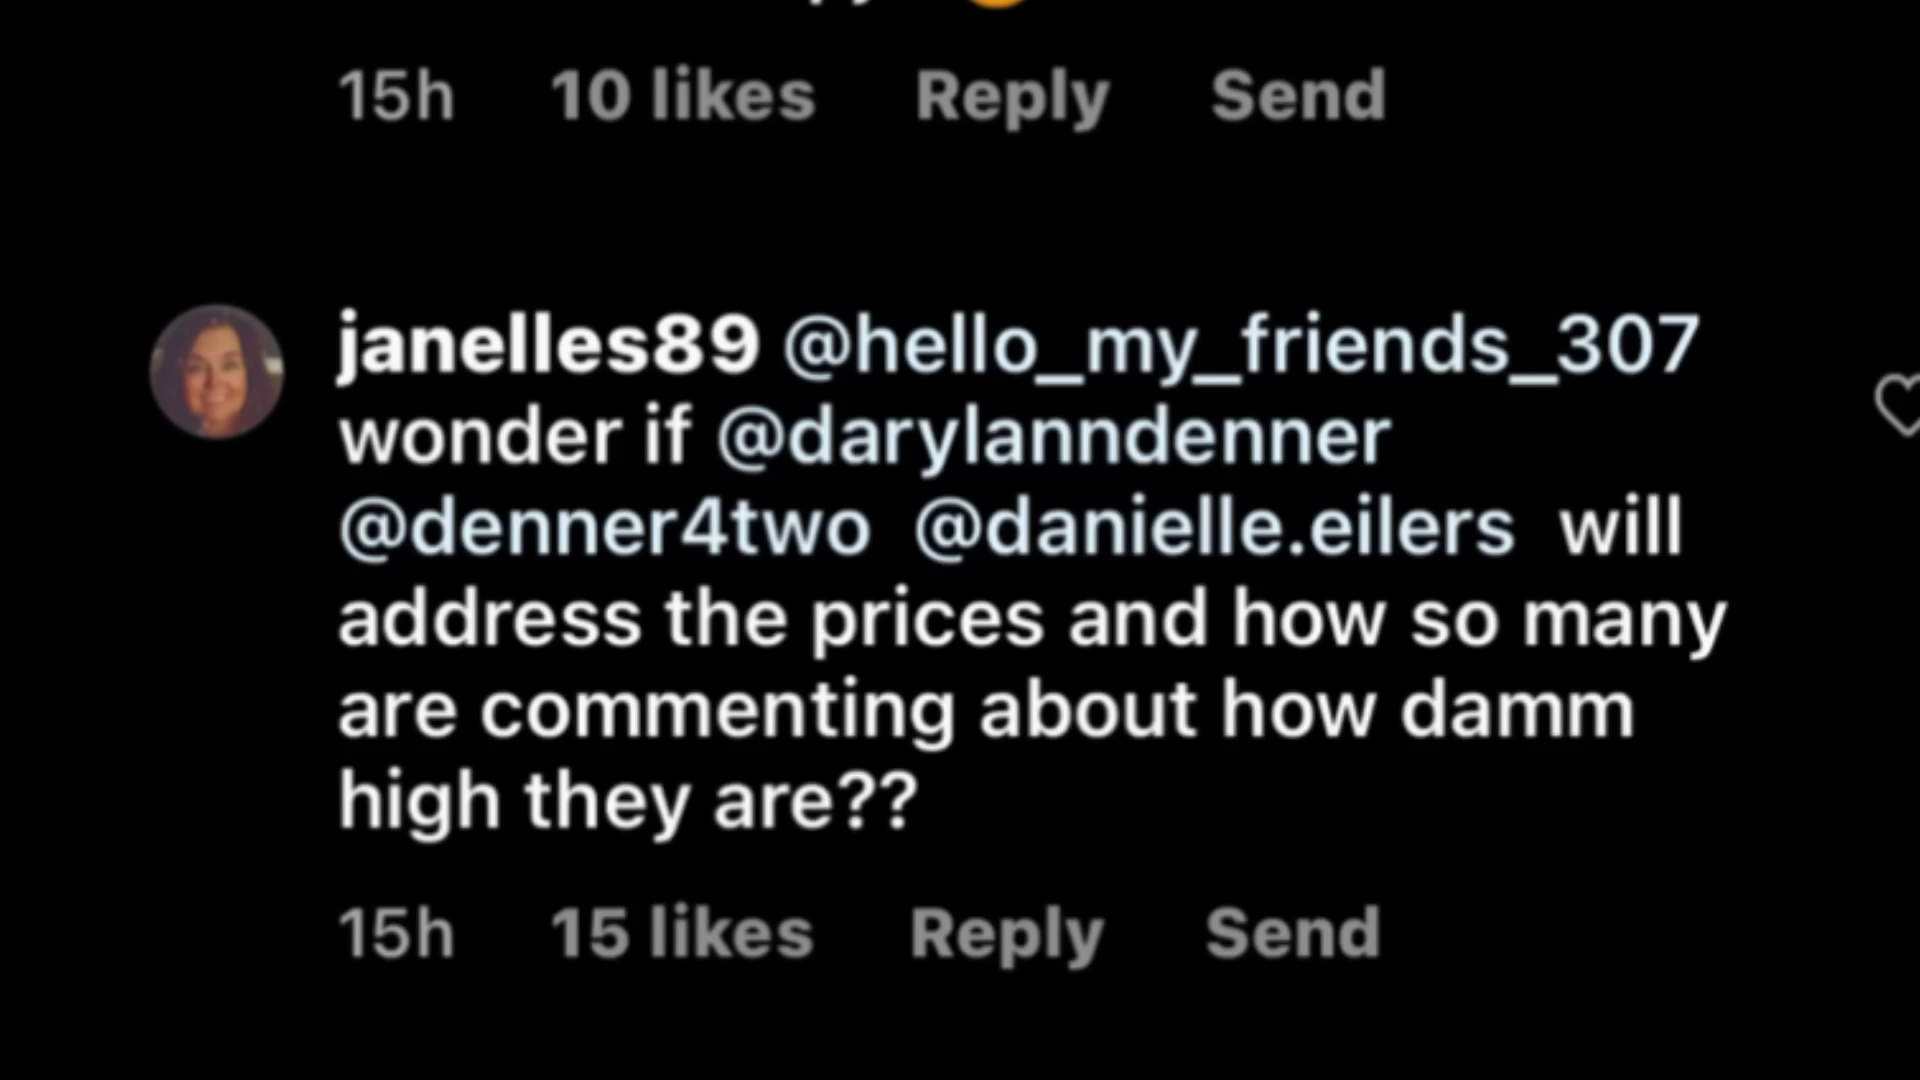 15h 10 likes Reply Send
janelles89 @hello_my_friends_307
wonder if @darylanndenner
@denner4two @danielle.eilers will
address the prices and how so many
are commenting about how damm
high they are??
15h 15 likes Reply Send